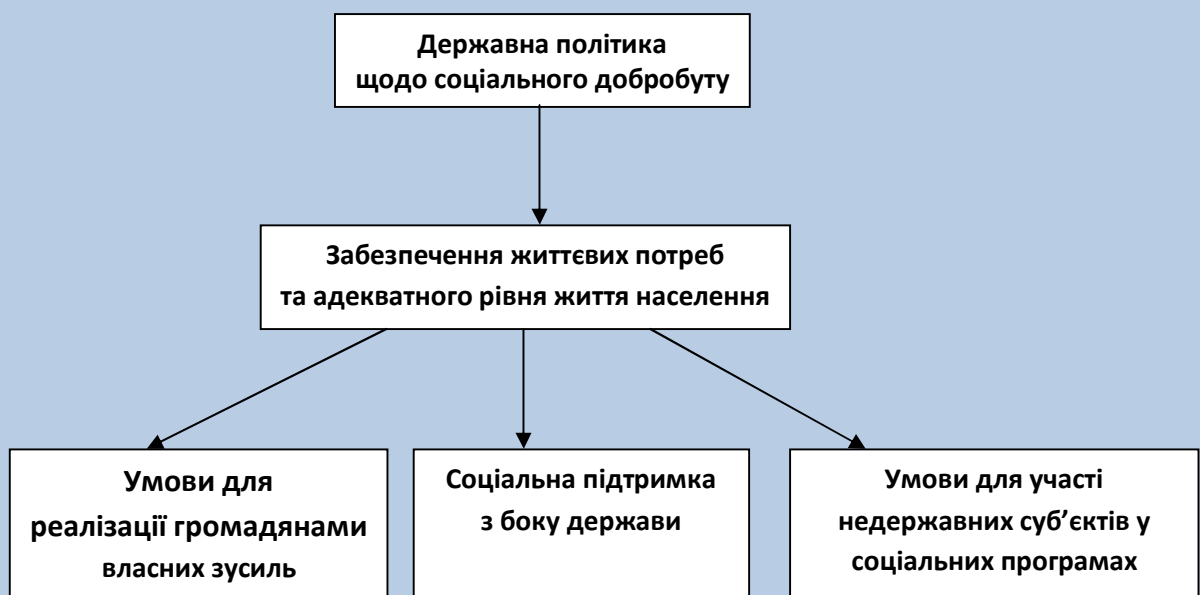 Державна політика
щодо соціального добробуту
Забезпечення життєвих потреб
та адекватного рівня життя населення
Умови для
реалізації громадянами
власних зусиль
Соціальна підтримка
з боку держави
Умови для участі
недержавних суб’єктів у
соціальних програмах